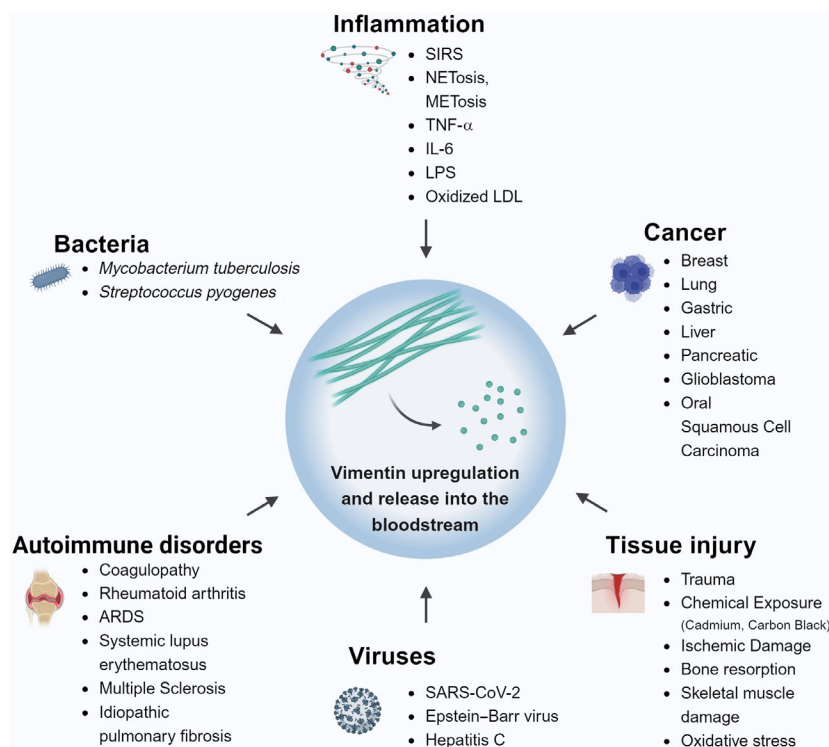 Inflammation
SIRS
NETosis,
METosis
TNF-α
IL-6
LPS
Oxidized LDL
Bacteria
Mycobacterium tuberculosis
Streptococcus pyogenes
Cancer
Breast
Lung
Gastric
Liver
Pancreatic
Glioblastoma
Oral
Squamous Cell
Carcinoma
Vimentin upregulation
and release into the
bloodstream
Autoimmune disorders
Coagulopathy
Rheumatoid arthritis
ARDS
Systemic lupus
erythematosus
Multiple Sclerosis
Idiopathic
pulmonary fibrosis
Viruses
SARS-CoV-2
Epstein–Barr virus
Hepatitis C
Tissue injury
Trauma
Chemical Exposure
(Cadmium, Carbon Black)
Ischemic Damage
Bone resorption
Skeletal muscle
damage
Oxidative stress